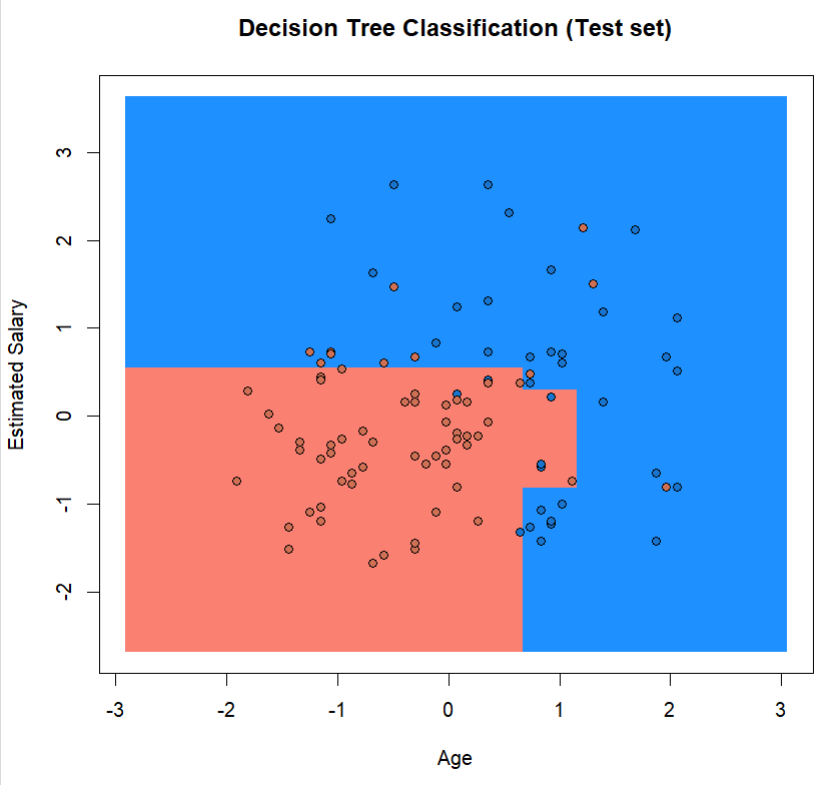 Decision Tree Classification (Test set)
Estimated Salary
3
2
1
0
-1
-2
-3 -2 -1 0 1 2 3
Age